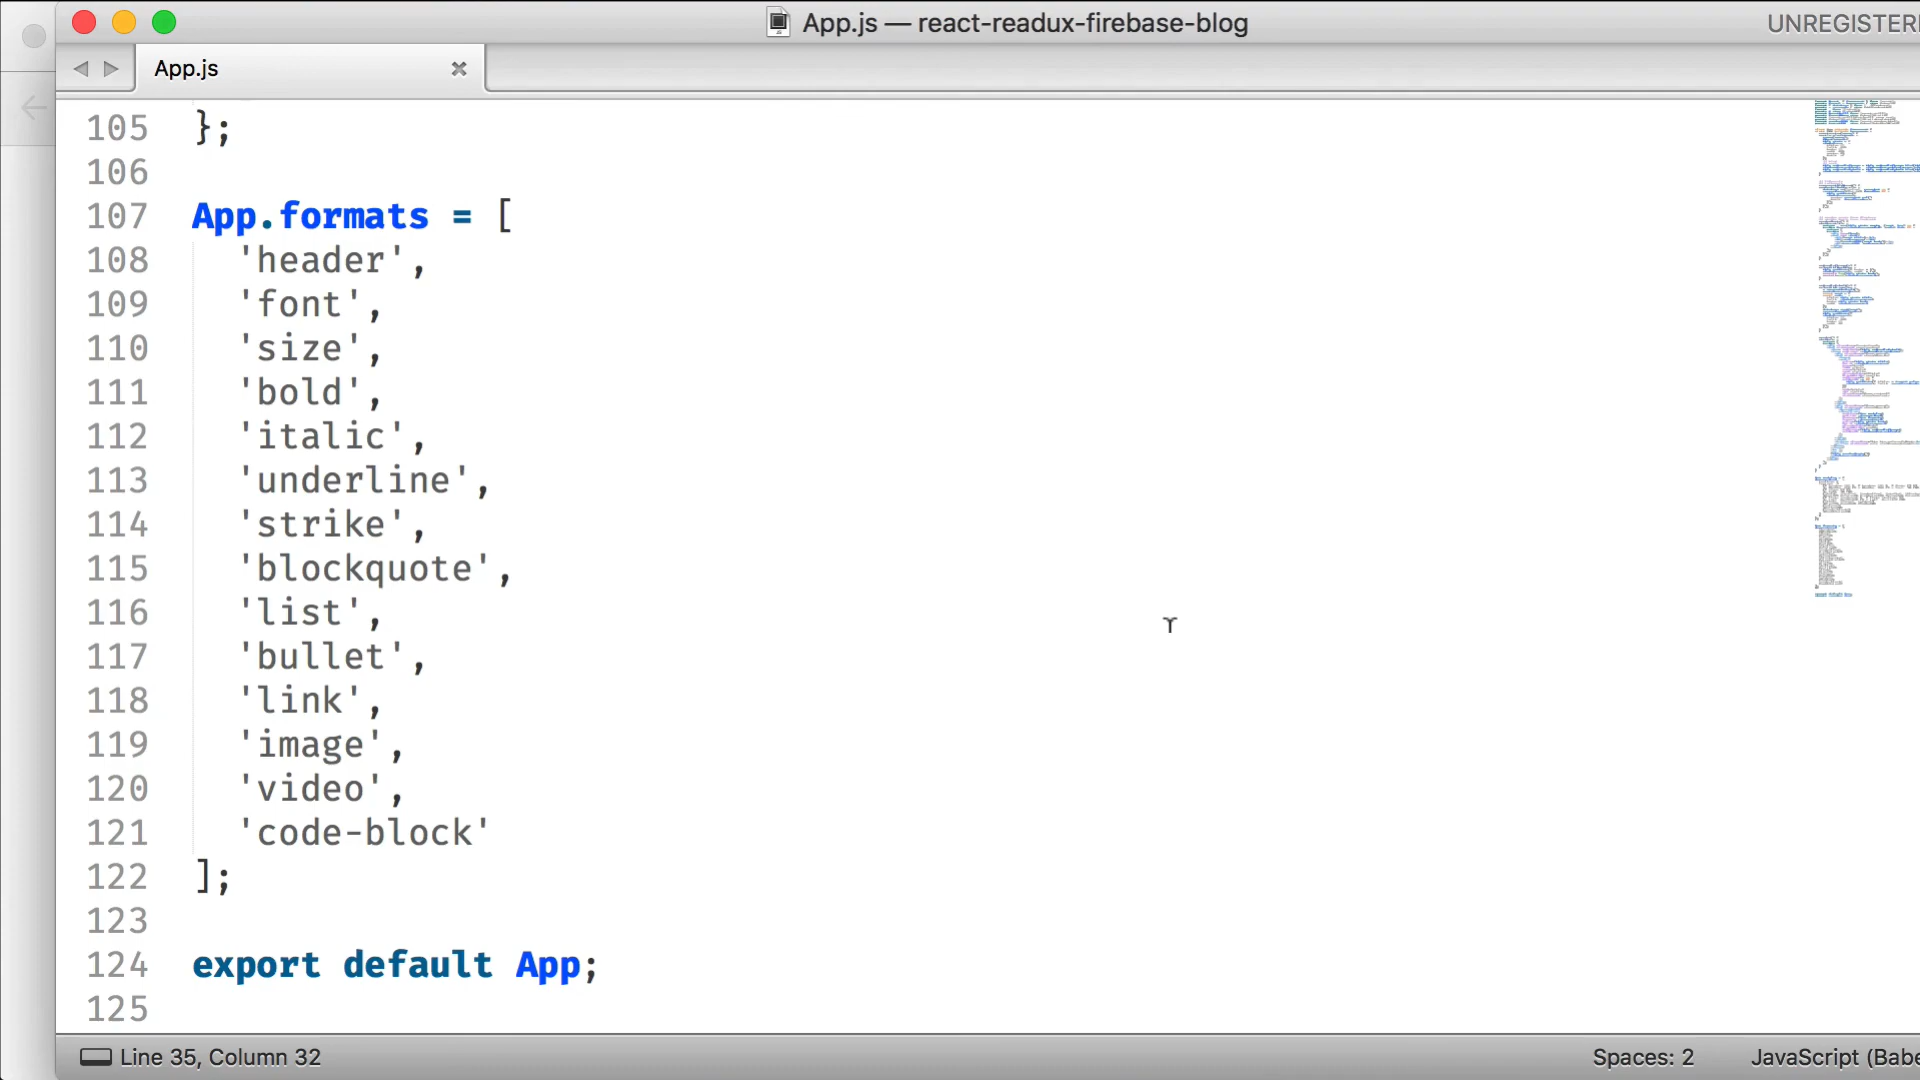 App.js — react-readux-firebase-blog
UNREGISTER
App.js
105 };
106
107 App.formats = [
108 'header',
109 'font',
110 'size',
111 'bold',
112 'italic',
113 'underline',
114 'strike',
115 'blockquote',
116 'list',
117 'bullet',
118 'link',
119 'image',
120 'video',
121 'code-block'
122 ];
123
124 export default App;
125
Line 35, Column 32
Spaces: 2
JavaScript (Babe